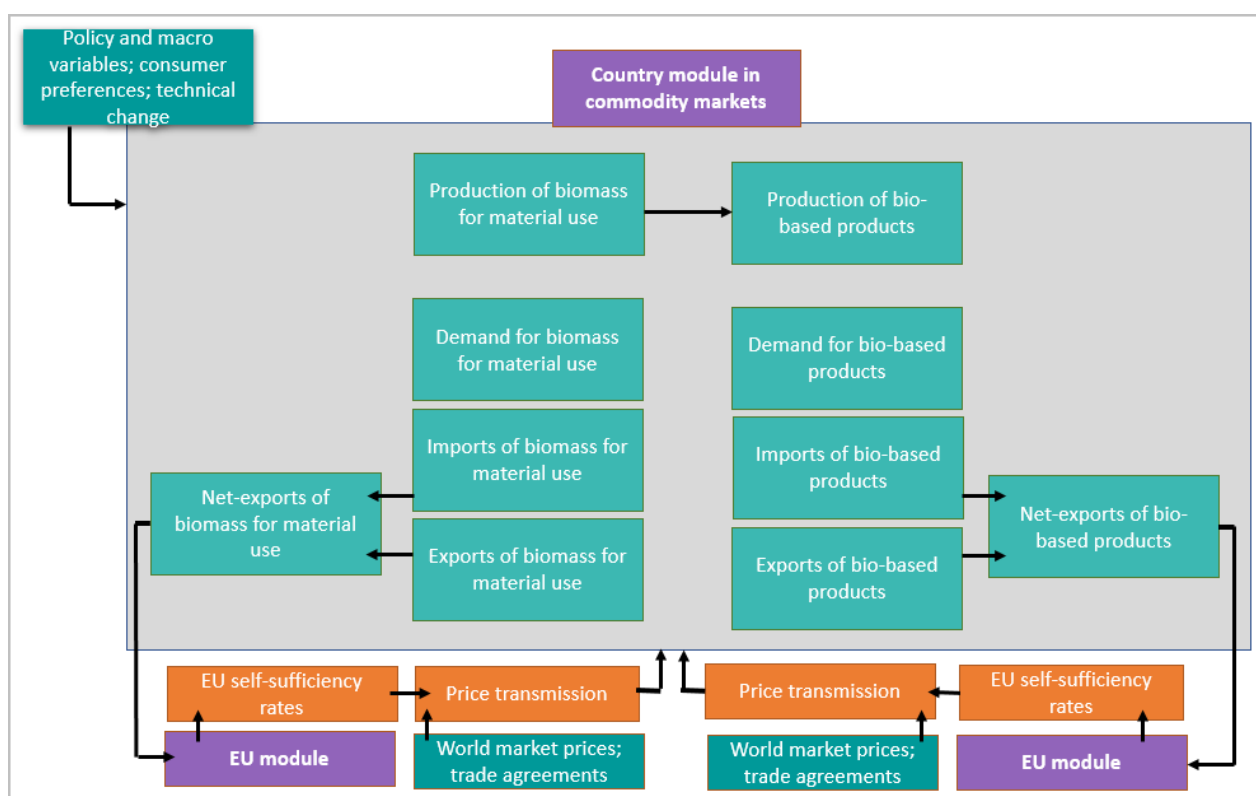 Policy and macro
variables; consumer
preferences; technical
change
Country module in
commodity markets
Production of biomass
for material use
Production of bio-
based products
Demand for biomass
for material use
Demand for bio-based
products
Imports of biomass for
material use
Imports of bio-based
products
Net-exports of
biomass for material
use
Net-exports of bio-
based products
Exports of biomass for
material use
Exports of bio-based
products
EU self-sufficiency
rates
Price transmission
Price transmission
EU self-sufficiency
rates
EU module
World market prices;
trade agreements
World market prices;
trade agreements
EU module